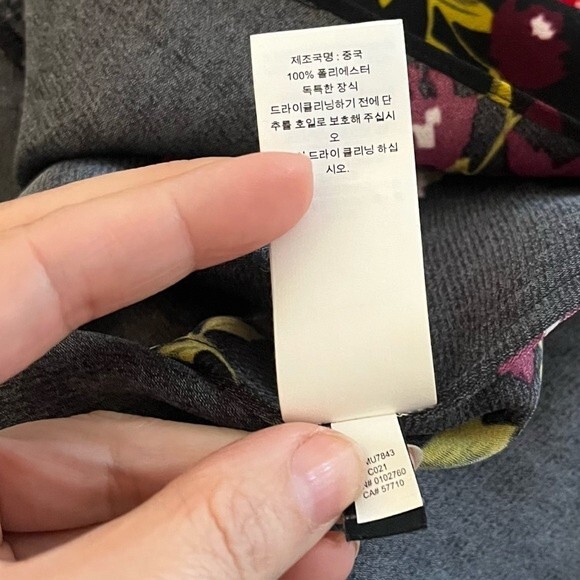 제조국명 : 중국
100% 폴리에스터
독특한 장식
드라이클리닝하기 전에 단
추를 호일로 보호해 주십시
오
드라이 클리닝 하십
시오.
MU7843
C021
0102760
CA# 57710